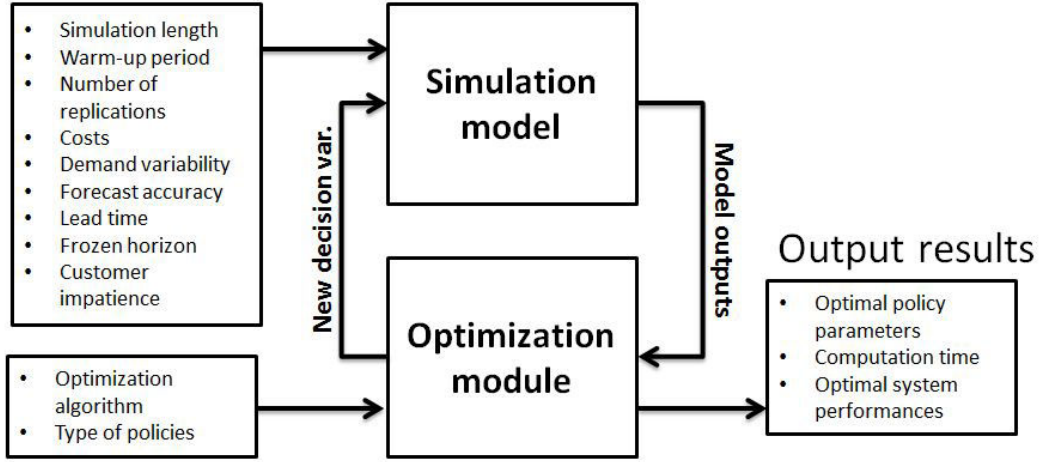 • Simulation length
• Warm-up period
• Number of
replications
• Costs
• Demand variability
• Forecast accuracy
• Lead time
• Frozen horizon
• Customer
impatience
Simulation
model
New decision var.
Model outputs
Optimization
module
• Optimization
algorithm
• Type of policies
Output results
• Optimal policy
parameters
• Computation time
• Optimal system
performances